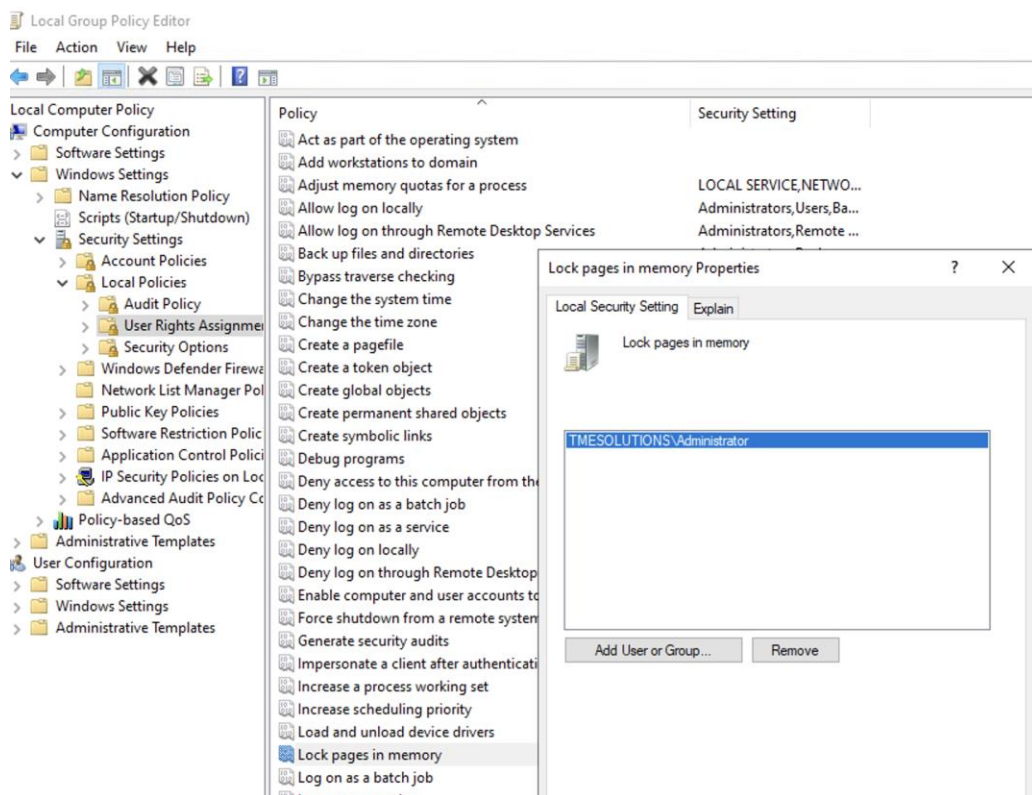 Local Group Policy Editor
File Action View Help
Local Computer Policy
Computer Configuration
Software Settings
Windows Settings
Name Resolution Policy
Scripts (Startup/Shutdown)
Security Settings
Account Policies
Local Policies
Audit Policy
User Rights Assignme
Security Options
Windows Defender Firewa
Network List Manager Pol
Public Key Policies
Software Restriction Polic
Application Control Polici
IP Security Policies on Loc
Advanced Audit Policy Co
Policy-based QoS
Administrative Templates
User Configuration
Software Settings
Windows Settings
Administrative Templates
Policy Security Setting
Act as part of the operating system
Add workstations to domain
Adjust memory quotas for a process LOCAL SERVICE,NETWO...
Allow log on locally Administrators,Users,Ba...
Allow log on through Remote Desktop Services Administrators,Remote ...
Back up files and directories
Bypass traverse checking
Change the system time
Change the time zone
Create a pagefile
Create a token object
Create global objects
Create permanent shared objects
Create symbolic links
Debug programs
Deny access to this computer from the
Deny log on as a batch job
Deny log on as a service
Deny log on locally
Deny log on through Remote Desktop
Enable computer and user accounts to
Force shutdown from a remote system
Generate security audits
Impersonate a client after authenticati
Increase a process working set
Increase scheduling priority
Load and unload device drivers
Lock pages in memory
Log on as a batch job
Lock pages in memory Properties
Local Security Setting Explain
Lock pages in memory
TMESOLUTIONS\Administrator
Add User or Group... Remove